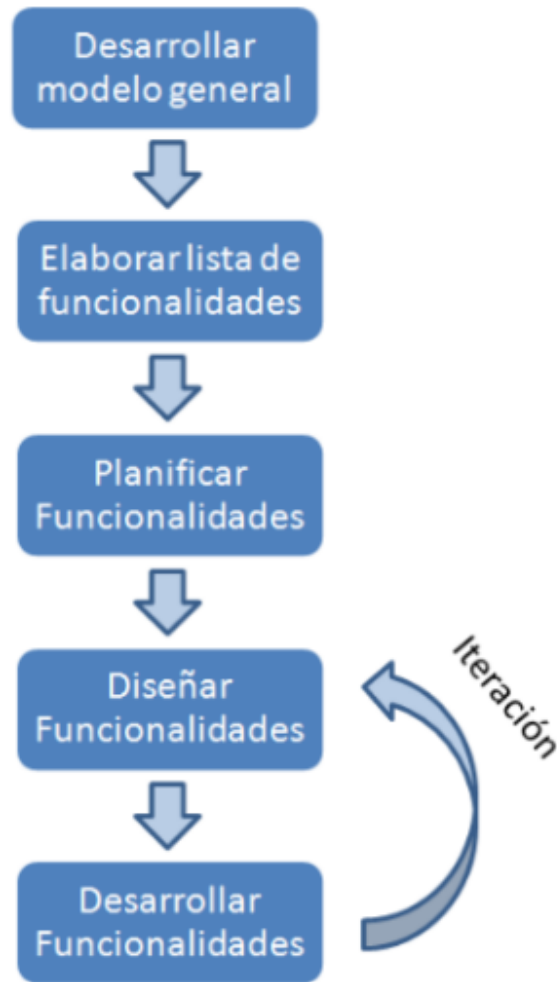 Desarrollar
modelo general
Elaborar lista de
funcionalidades
Planificar
Funcionalidades
Diseñar
Funcionalidades
Iteración
Desarrollar
Funcionalidades